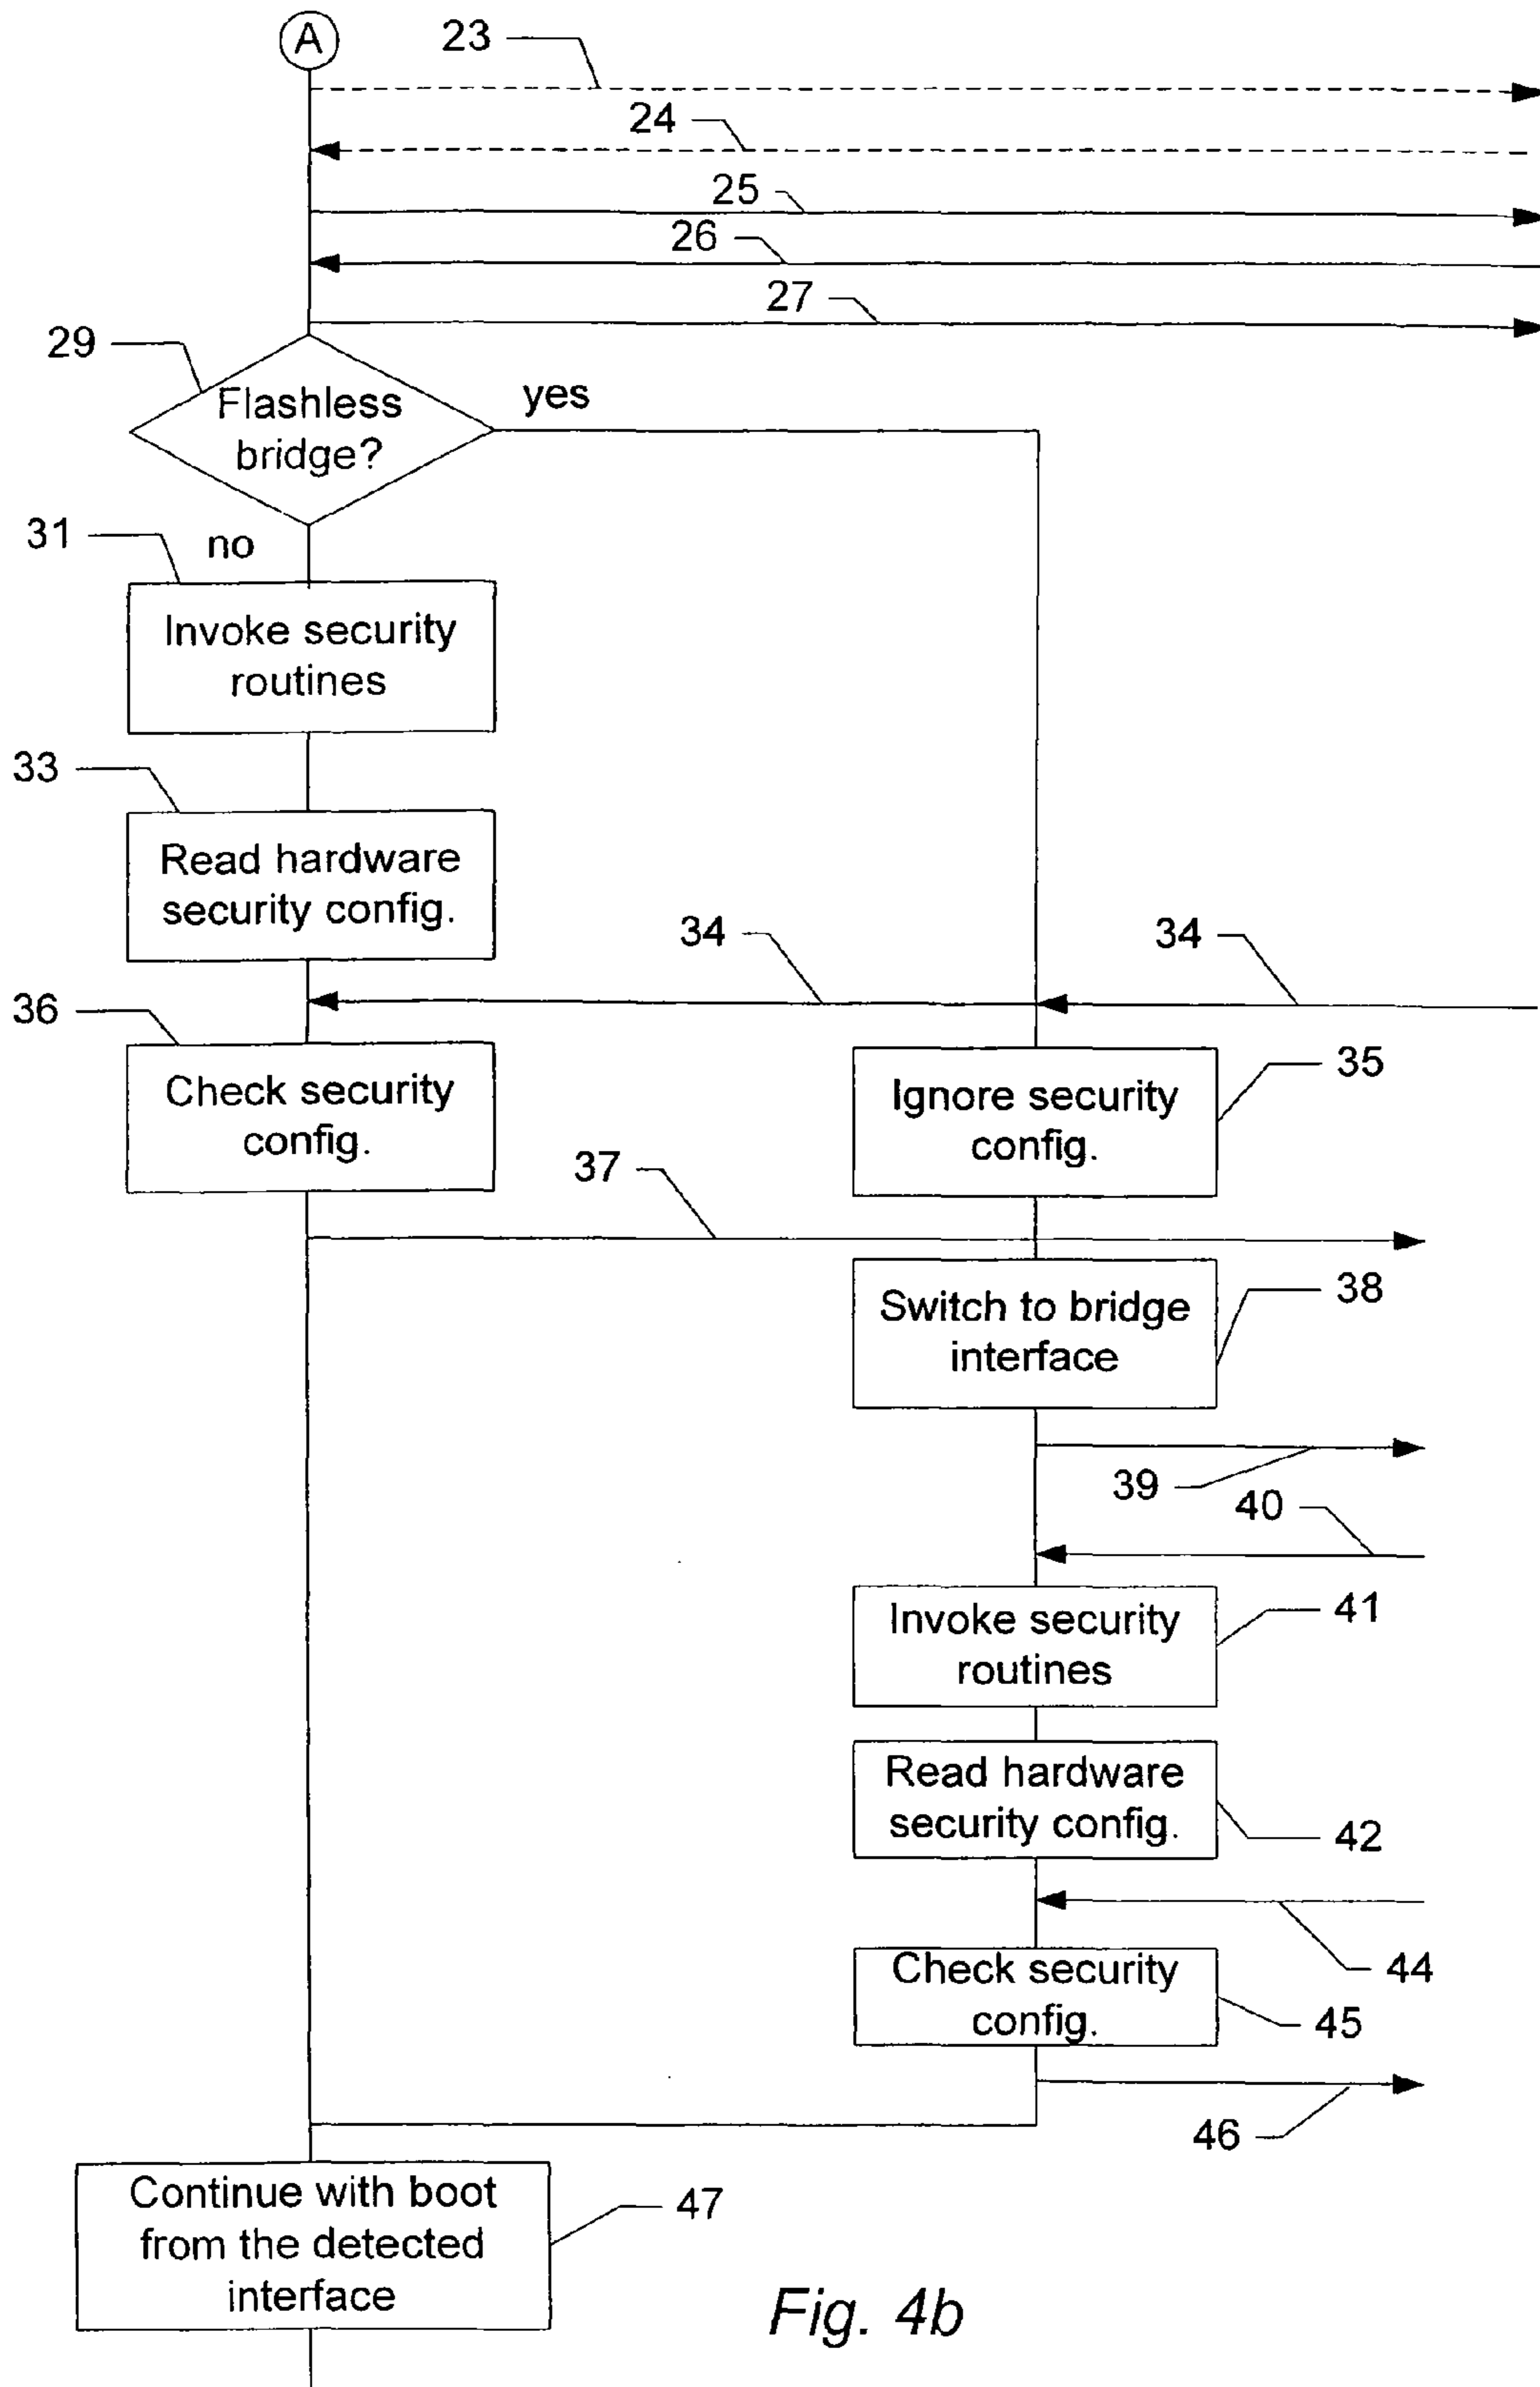 A
23
24
25
26
27
29
Flashless
bridge?
yes
31
no
Invoke security
routines
33
Read hardware
security config.
34
34
36
Check security
config.
35
Ignore security
config.
37
38
Switch to bridge
interface
39
40
41
Invoke security
routines
Read hardware
security config.
42
44
Check security
config.
45
46
Continue with boot
from the detected
interface
47
Fig. 4b